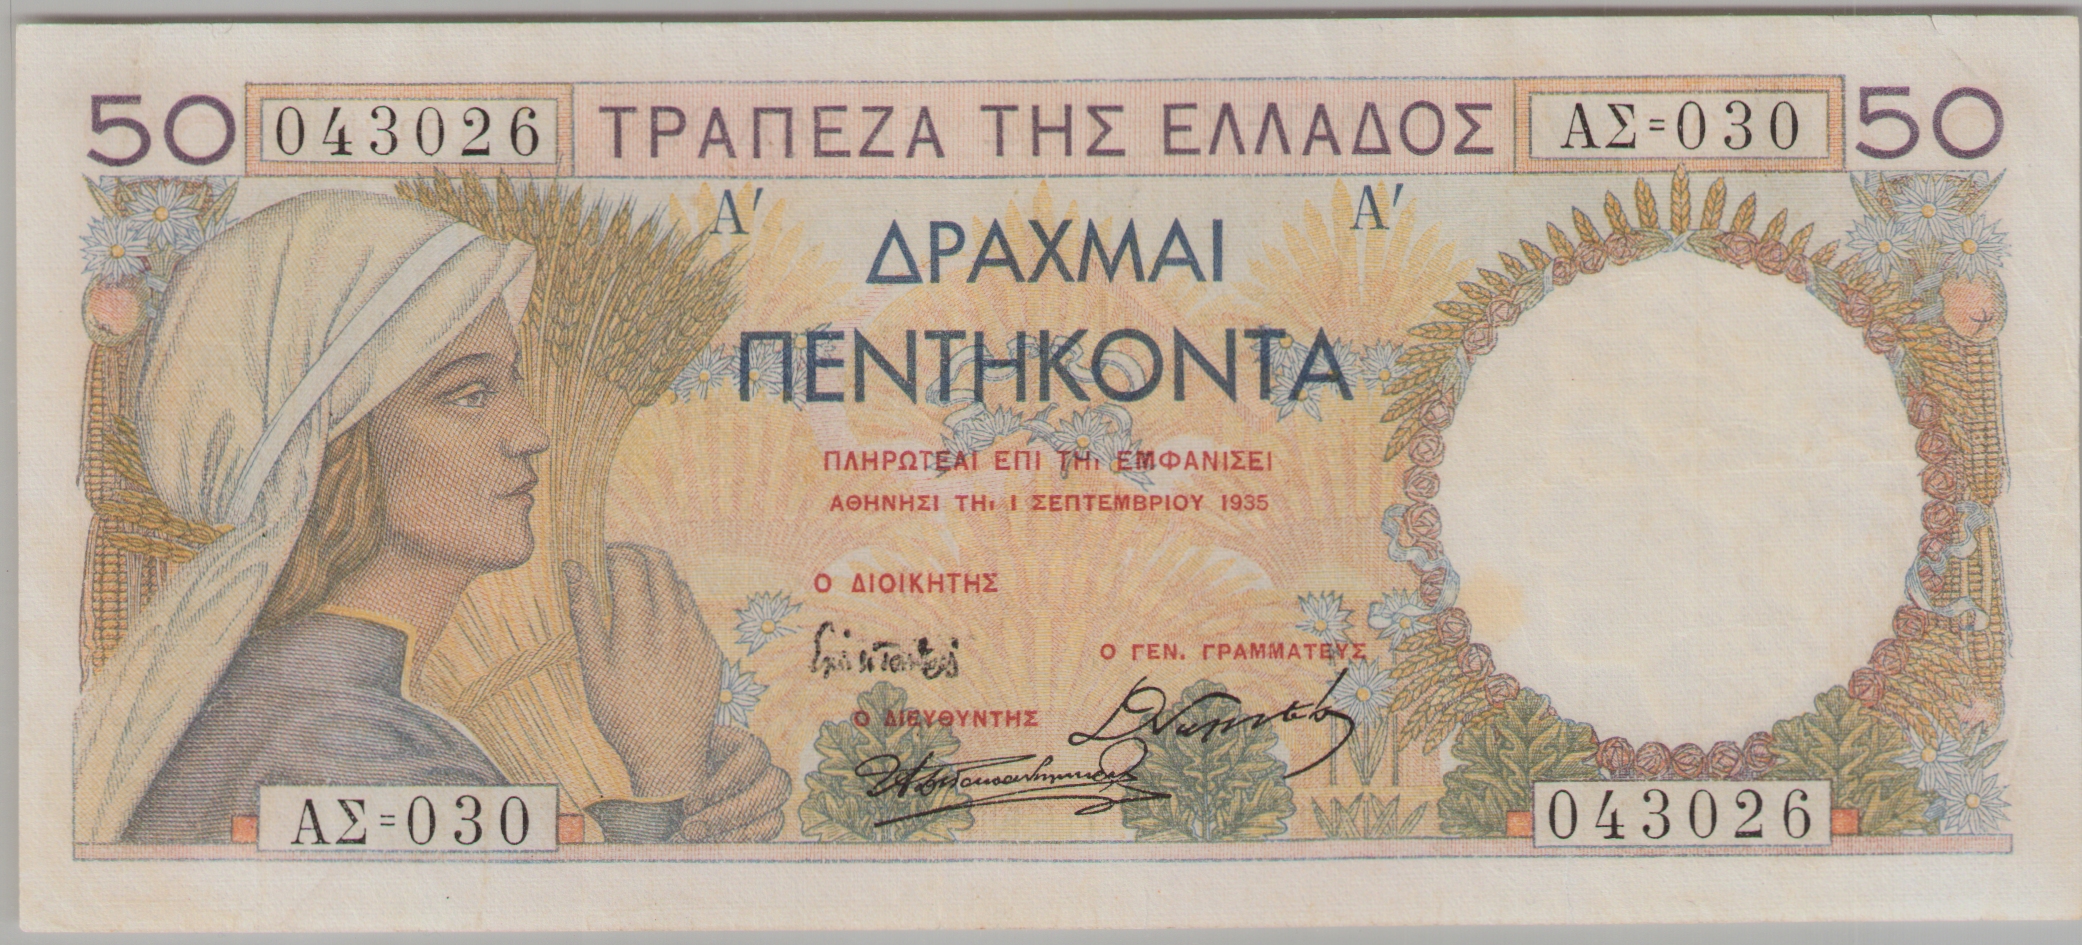 50 043026 ΤΡΑΠΕΖΑ ΤΗΣ ΕΛΛΑΔΟΣ ΑΣ=030 50
Α′ Α′
ΔΡΑΧΜΑΙ
ΠΕΝΤΗΚΟΝΤΑ
ΠΛΗΡΩΤΕΑΙ ΕΠΙ ΤΗι ΕΜΦΑΝΙΣΕΙ
ΑΘΗΝΗΣΙ ΤΗι 1 ΣΕΠΤΕΜΒΡΙΟΥ 1935
Ο ΔΙΟΙΚΗΤΗΣ
Ο ΓΕΝ. ΓΡΑΜΜΑΤΕΥΣ
Ο ΔΙΕΥΘΥΝΤΗΣ
ΑΣ=030 043026